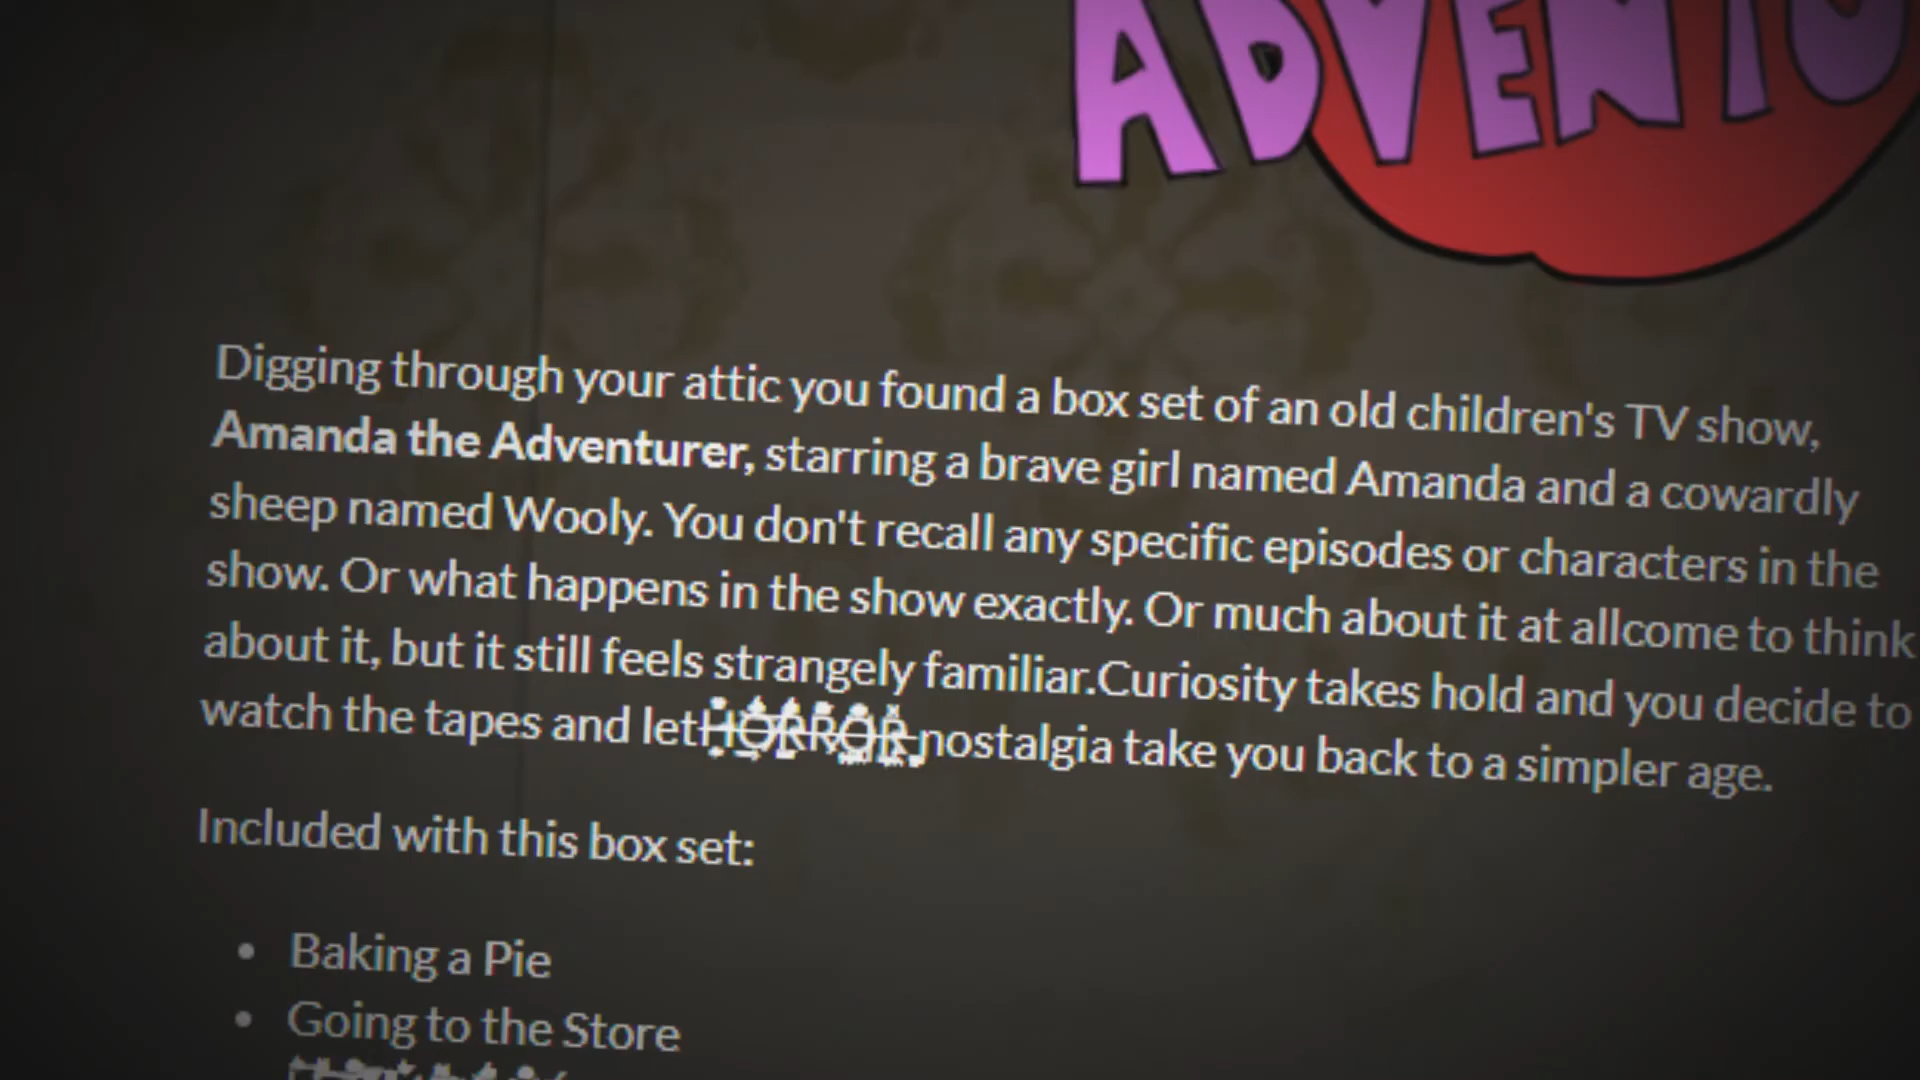 ADVENTU
Digging through your attic you found a box set of an old children's TV show,
Amanda the Adventurer, starring a brave girl named Amanda and a cowardly
sheep named Wooly. You don't recall any specific episodes or characters in the
show. Or what happens in the show exactly. Or much about it at allcome to think
about it, but it still feels strangely familiar.Curiosity takes hold and you decide to
watch the tapes and let HORROR nostalgia take you back to a simpler age.
Included with this box set:
• Baking a Pie
• Going to the Store